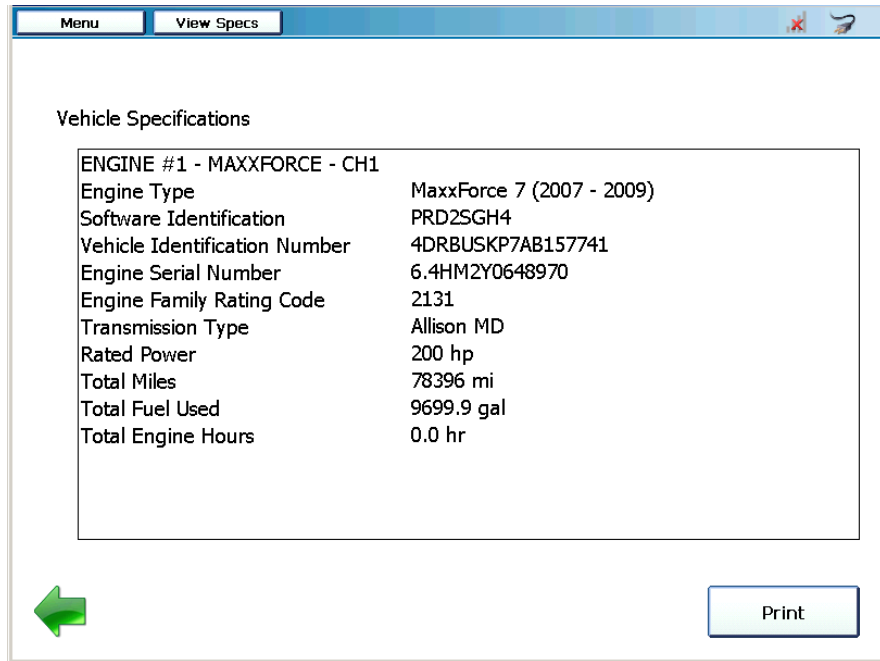 Menu View Specs
Vehicle Specifications
ENGINE #1 - MAXXFORCE - CH1
Engine Type MaxxForce 7 (2007 - 2009)
Software Identification PRD2SGH4
Vehicle Identification Number 4DRBUSKP7AB157741
Engine Serial Number 6.4HM2Y0648970
Engine Family Rating Code 2131
Transmission Type Allison MD
Rated Power 200 hp
Total Miles 78396 mi
Total Fuel Used 9699.9 gal
Total Engine Hours 0.0 hr
Print